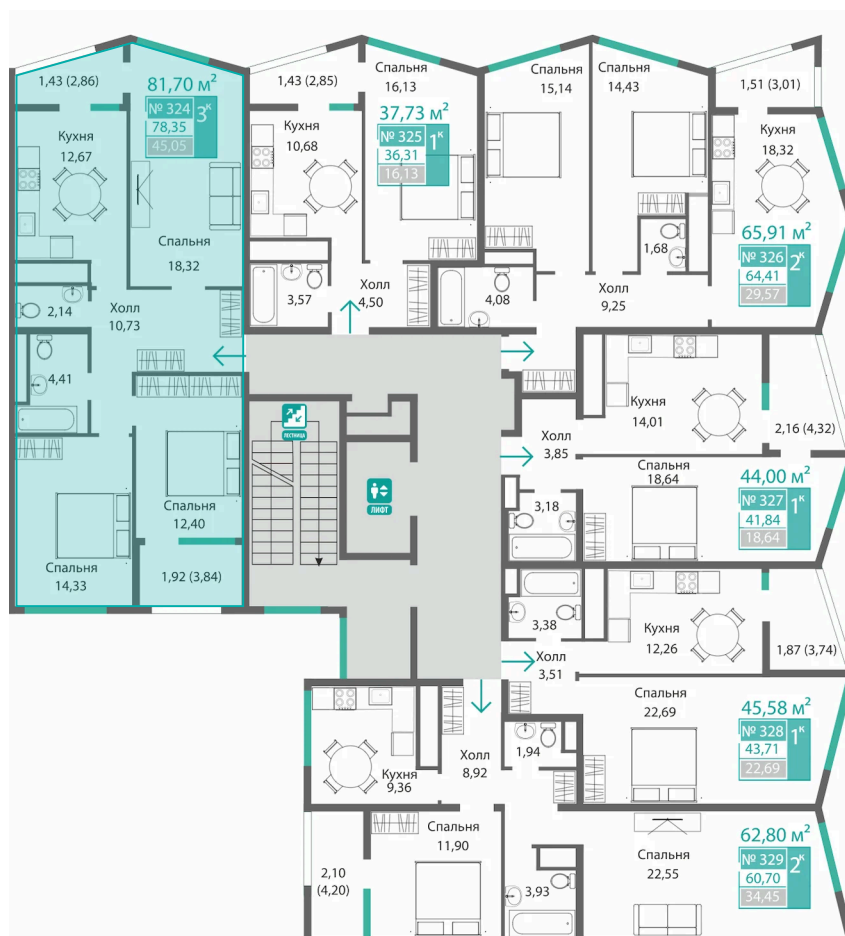 1,43 (2,86)
81,70 м²
№ 324
78,35
45,05
3к
Кухня
12,67
Спальня
18,32
2,14
Холл
10,73
4,41
Спальня
14,33
Спальня
12,40
1,92 (3,84)
1,43 (2,85)
Спальня
16,13
37,73 м²
№ 325
36,31
16,13
1к
Кухня
10,68
3,57
Холл
4,50
Спальня
15,14
Спальня
14,43
1,51 (3,01)
Кухня
18,32
65,91 м²
№ 326
64,41
29,57
2к
1,68
4,08
Холл
9,25
ЛЕСТНИЦА
ЛИФТ
Кухня
14,01
2,16 (4,32)
Холл
3,85
Спальня
18,64
44,00 м²
№ 327
41,84
18,64
1к
3,18
3,38
Кухня
12,26
1,87 (3,74)
Холл
3,51
Спальня
22,69
45,58 м²
№ 328
43,71
22,69
1к
Кухня
9,36
Холл
8,92
1,94
Спальня
11,90
2,10
(4,20)
3,93
Спальня
22,55
62,80 м²
№ 329
60,70
34,45
2к